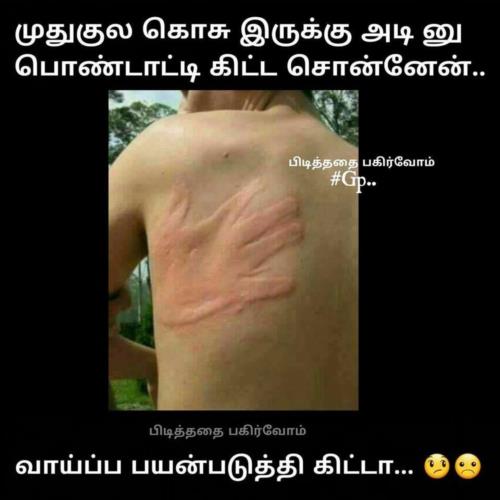 முதுகுல கொசு இருக்கு அடி னு
பொண்டாட்டி கிட்ட சொன்னேன்..
பிடித்ததை பகிர்வோம்
#Gp..
பிடித்ததை பகிர்வோம்
வாய்ப்ப பயன்படுத்தி கிட்டா... 😞🙁